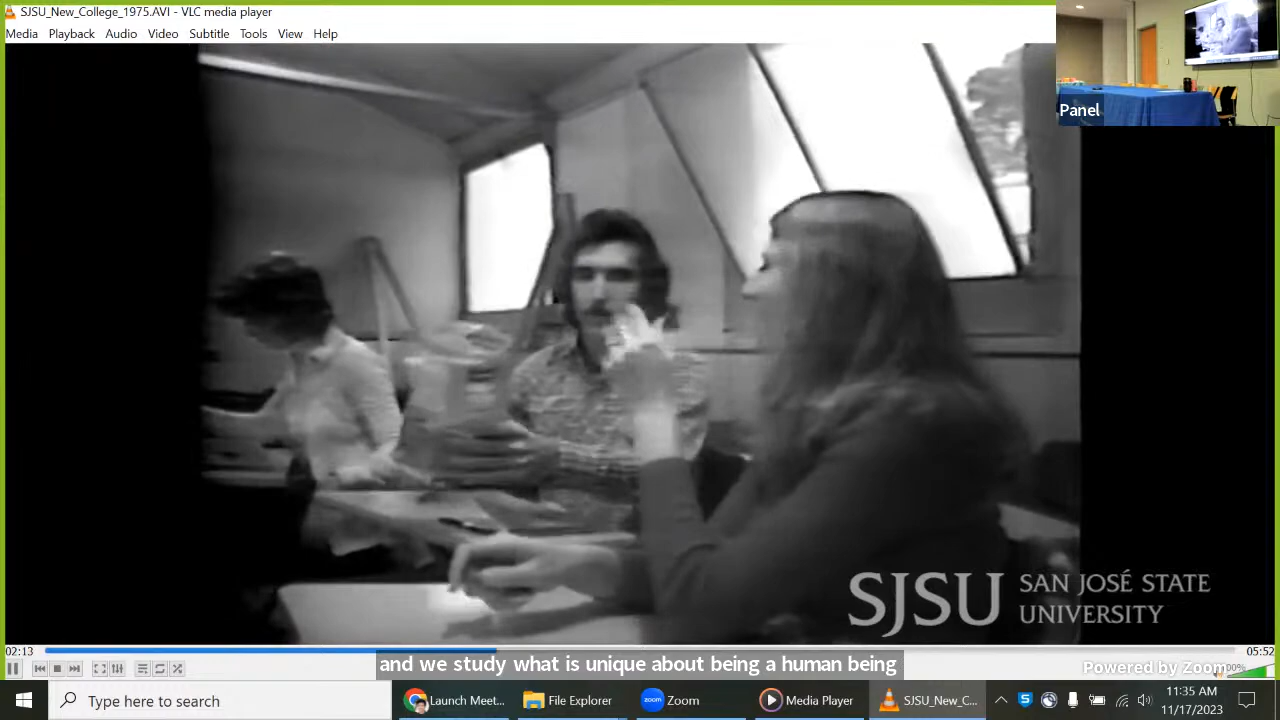 SJSU_New_College_1975.AVI - VLC media player
Media Playback Audio Video Subtitle Tools View Help
Panel
SJSU SAN JOSÉ STATE
UNIVERSITY
02:13
05:52
and we study what is unique about being a human being
Powered by Zoom
Type here to search
Launch Meet...
File Explorer
Zoom
Media Player
SJSU_New_C...
11:35 AM
11/17/2023